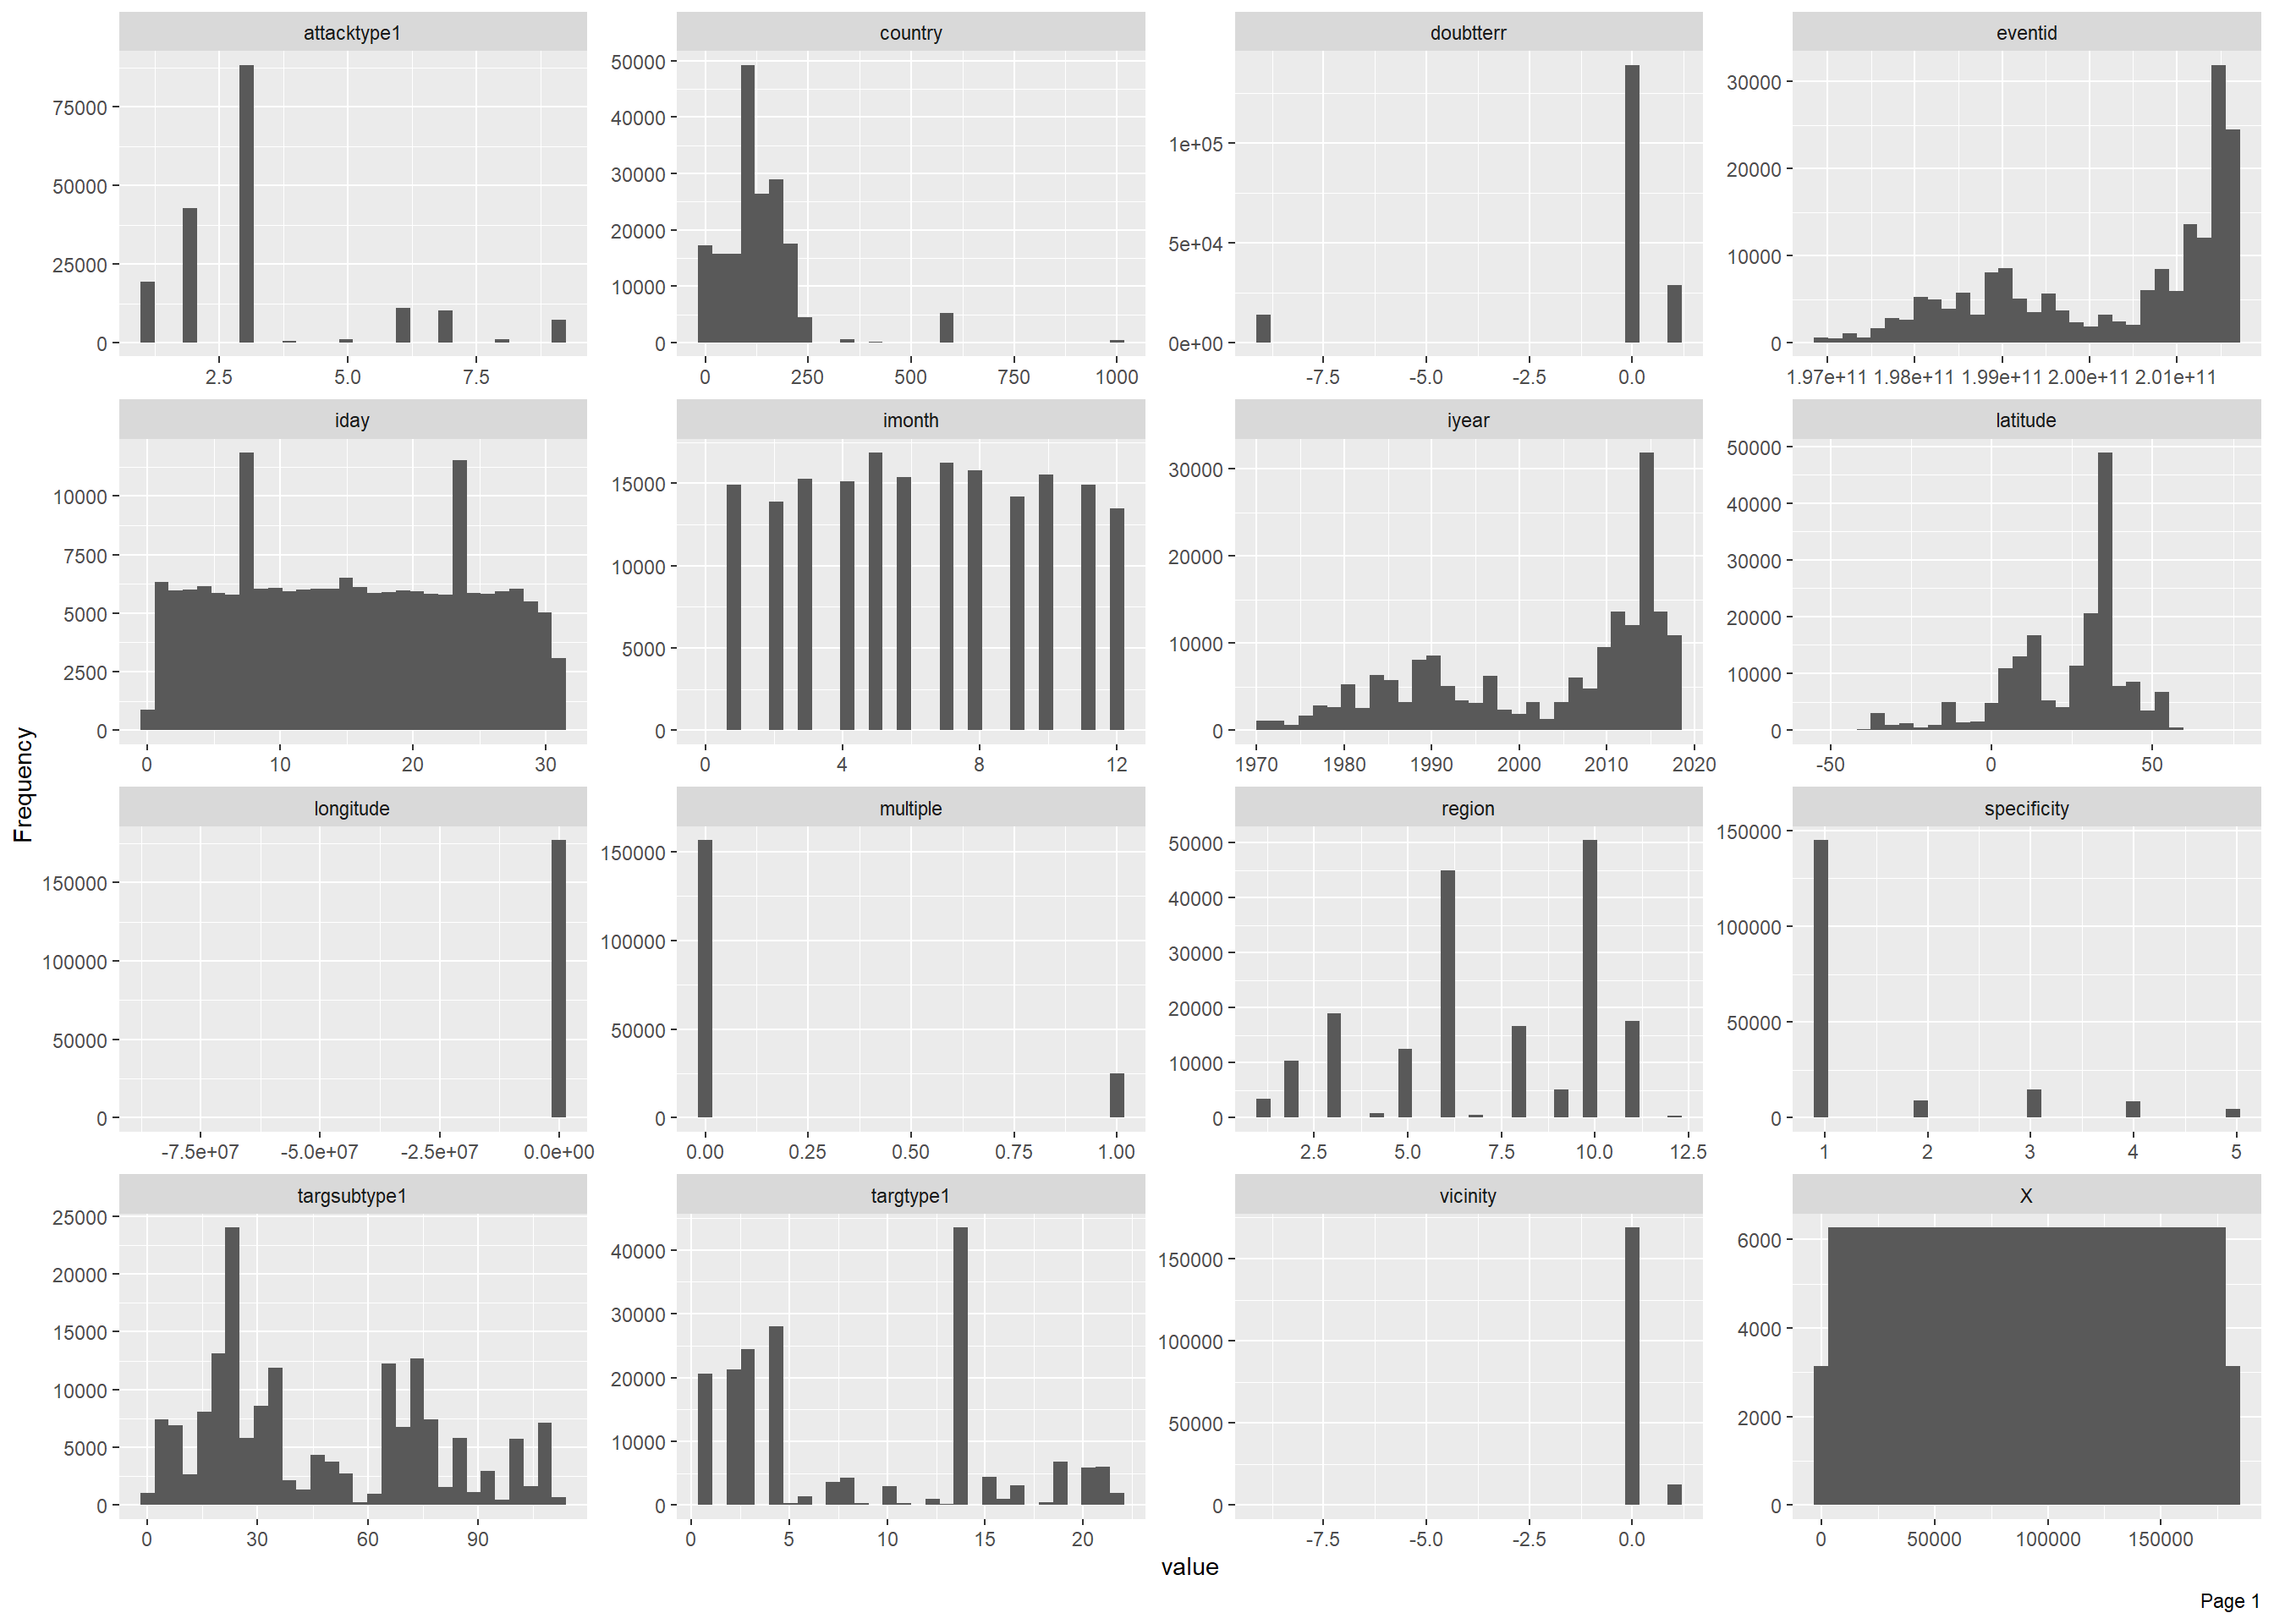 attacktype1 country doubtterr eventid
75000 50000 1e+05 30000
50000 40000 5e+04 20000
25000 30000 0e+00 10000
0 20000 0
10000
0
2.5 5.0 7.5 0 250 500 750 1000 -7.5 -5.0 -2.5 0.0 1.97e+11 1.98e+11 1.99e+11 2.00e+11 2.01e+11
iday imonth iyear latitude
10000 15000 30000 50000
7500 10000 20000 40000
5000 5000 10000 30000
2500 0 0 20000
0 10000
0
0 10 20 30 0 4 8 12 1970 1980 1990 2000 2010 2020 -50 0 50
Frequency
longitude multiple region specificity
150000 150000 50000 150000
100000 100000 40000 100000
50000 50000 30000 50000
0 0 20000 0
10000
0
-7.5e+07 -5.0e+07 -2.5e+07 0.0e+00 0.00 0.25 0.50 0.75 1.00 2.5 5.0 7.5 10.0 12.5 1 2 3 4 5
targsubtype1 targtype1 vicinity X
25000 40000 150000 6000
20000 30000 100000 4000
15000 20000 50000 2000
10000 10000 0 0
5000 0
0
0 30 60 90 0 5 10 15 20 -7.5 -5.0 -2.5 0.0 0 50000 100000 150000
value
Page 1